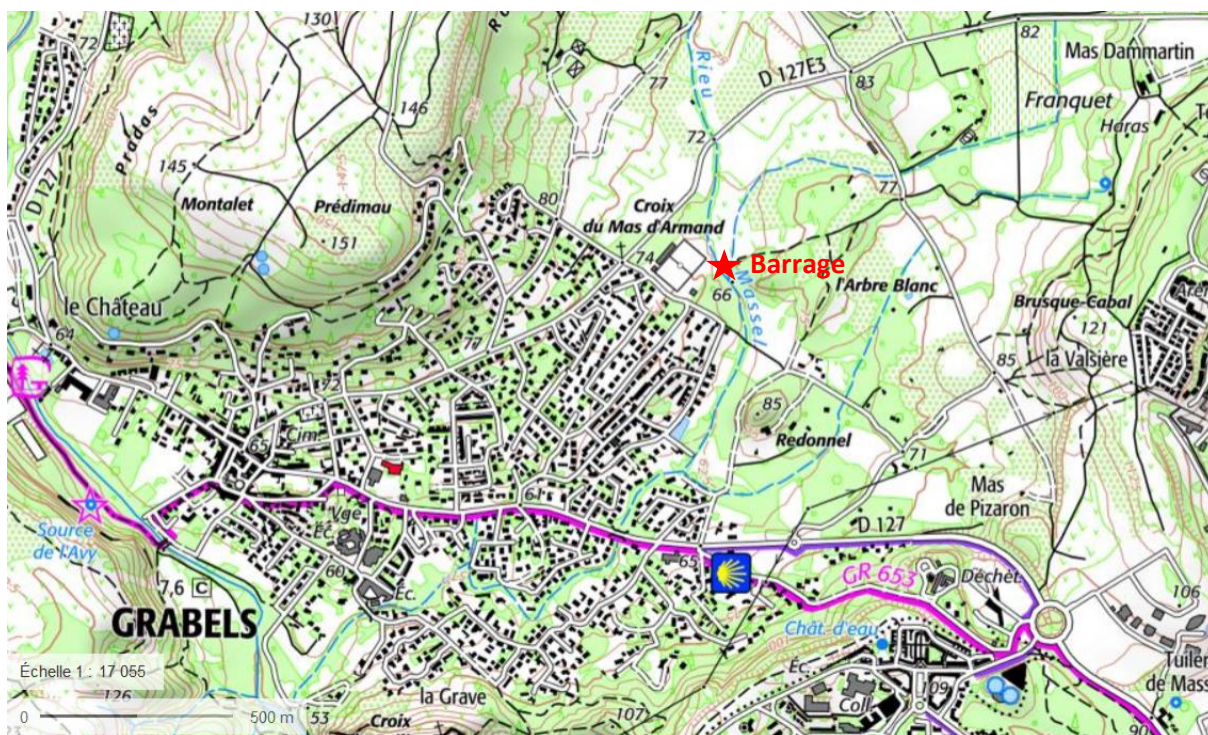 130
72
82
Mas Dammartin
D 127E3
83
77
Rieu
Franquet
Haras
146
72
Pradas
145
D 127
Montalet
Prédimau
151
80
77
Croix
du Mas d'Armand
74
Barrage
66
Massel
l'Arbre Blanc
Brusque-Cabal
121
le Château
64
77
85
la Valsière
72
85
Redonnel
65
Cim.
71
Mas
de Pizaron
61
D 127
Source
de l'Avy
Vge
Éc.
60
65
GR 653
Déchèt.
106
7,6 C
Éc.
GRABELS
Chât. d'eau
Échelle 1 : 17 055
126
Éc.
Coll.
109
la Grave
0 500 m
53
Croix
107
90